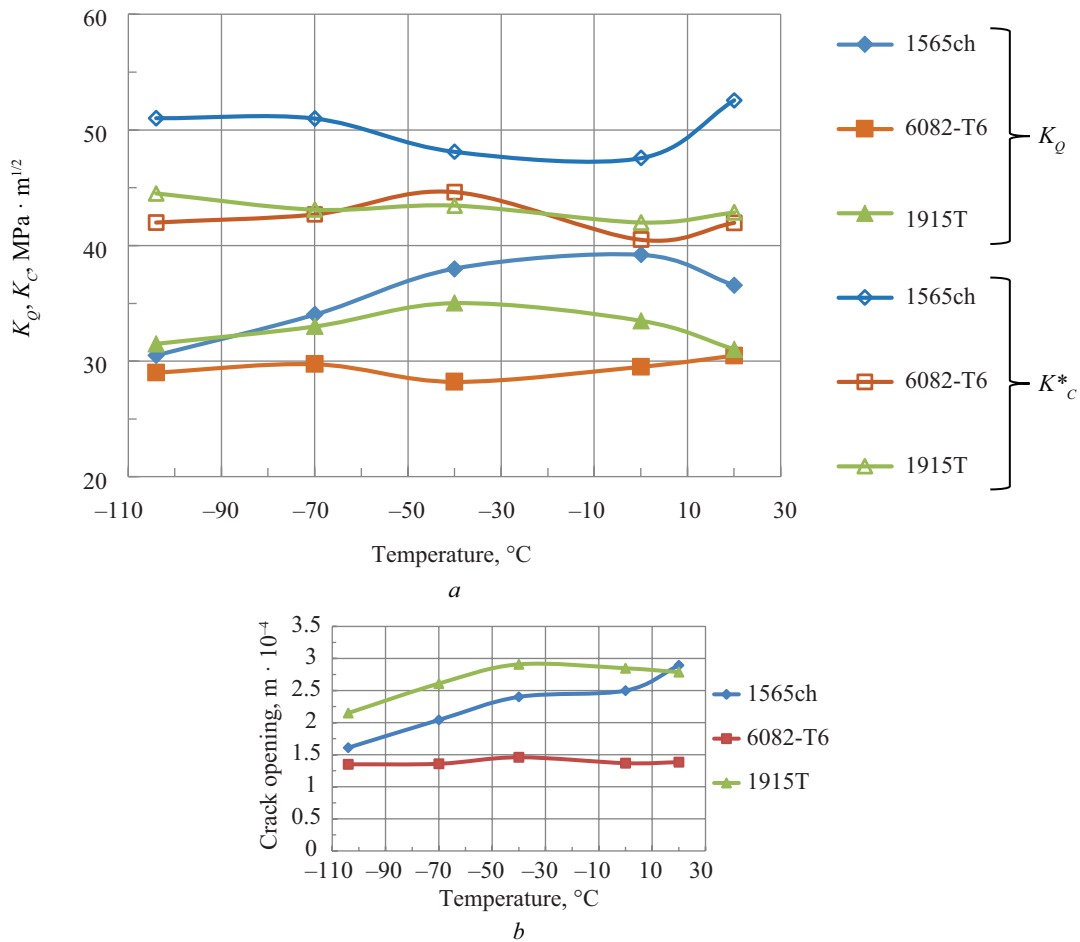 60
50
40
30
20
K_Q, K_C, MPa · m^1/2
–110 –90 –70 –50 –30 –10 10 30
Temperature, °C
a
1565ch
6082-T6
1915T
K_Q
1565ch
6082-T6
1915T
K*_C
3.5
3
2.5
2
1.5
1
0.5
0
Crack opening, m · 10^–4
–110 –90 –70 –50 –30 –10 10 30
Temperature, °C
b
1565ch
6082-T6
1915T